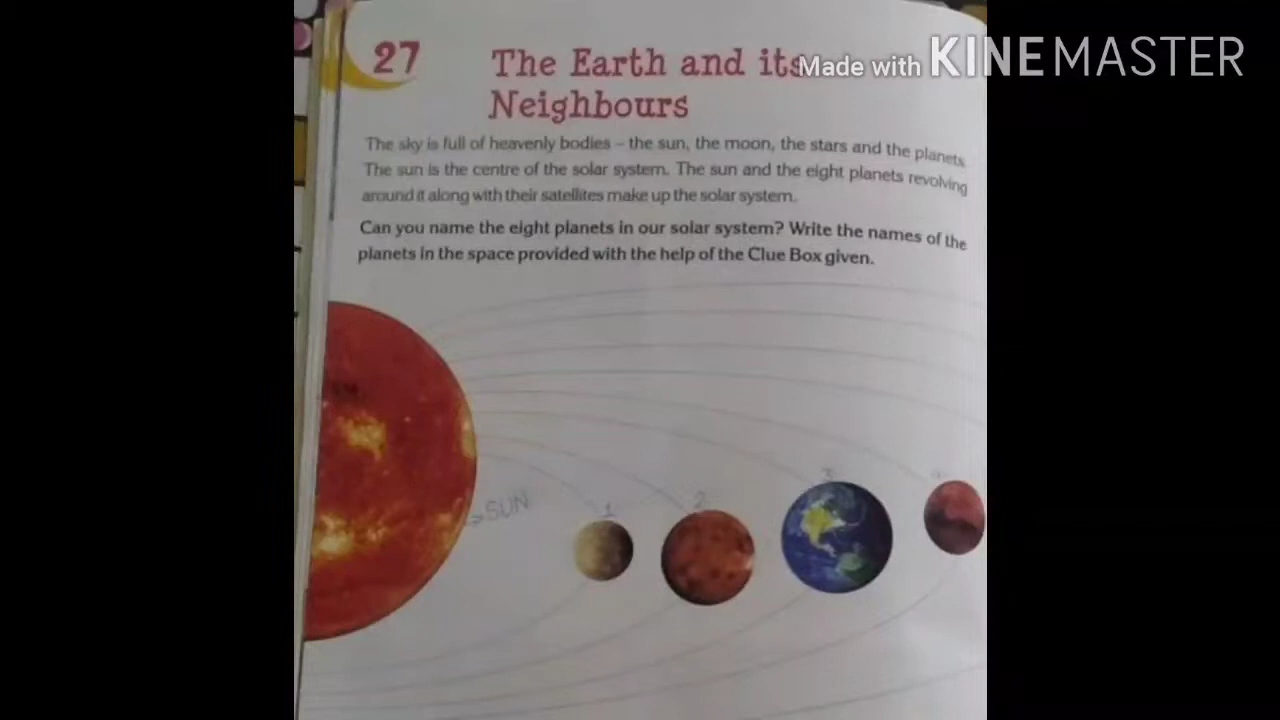 27
The Earth and its
Neighbours
Made with KINEMASTER
The sky is full of heavenly bodies – the sun, the moon, the stars and the planets.
The sun is the centre of the solar system. The sun and the eight planets revolving
around it along with their satellites make up the solar system.
Can you name the eight planets in our solar system? Write the names of the
planets in the space provided with the help of the Clue Box given.
SUN
1
2
3